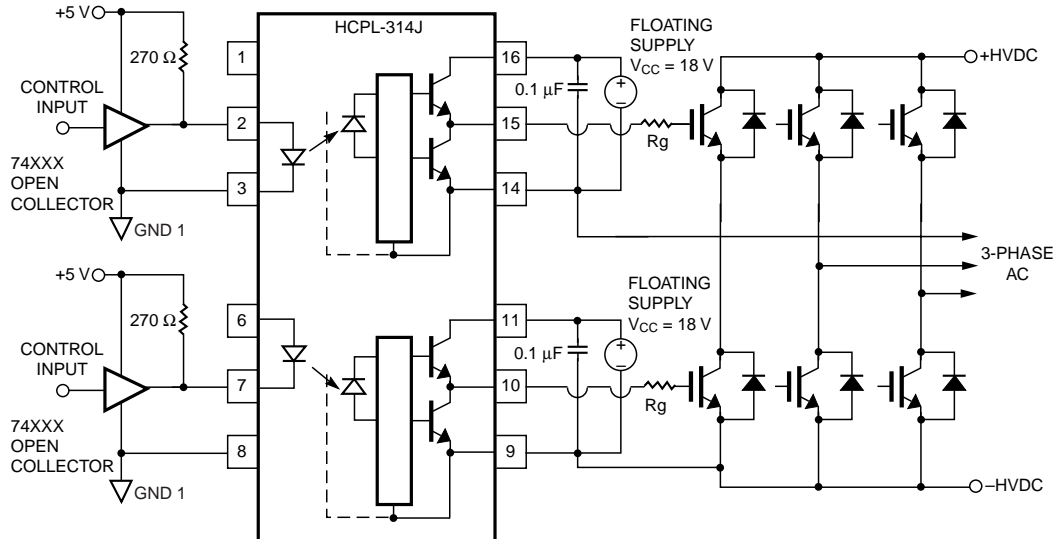 +5 V
270 Ω
CONTROL
INPUT
74XXX
OPEN
COLLECTOR
GND 1
HCPL-314J
1
2
3
16
15
14
0.1 µF
FLOATING
SUPPLY
VCC = 18 V
+
–
Rg
+HVDC
3-PHASE
AC
+5 V
270 Ω
CONTROL
INPUT
74XXX
OPEN
COLLECTOR
GND 1
6
7
8
11
10
9
0.1 µF
FLOATING
SUPPLY
VCC = 18 V
+
–
Rg
–HVDC